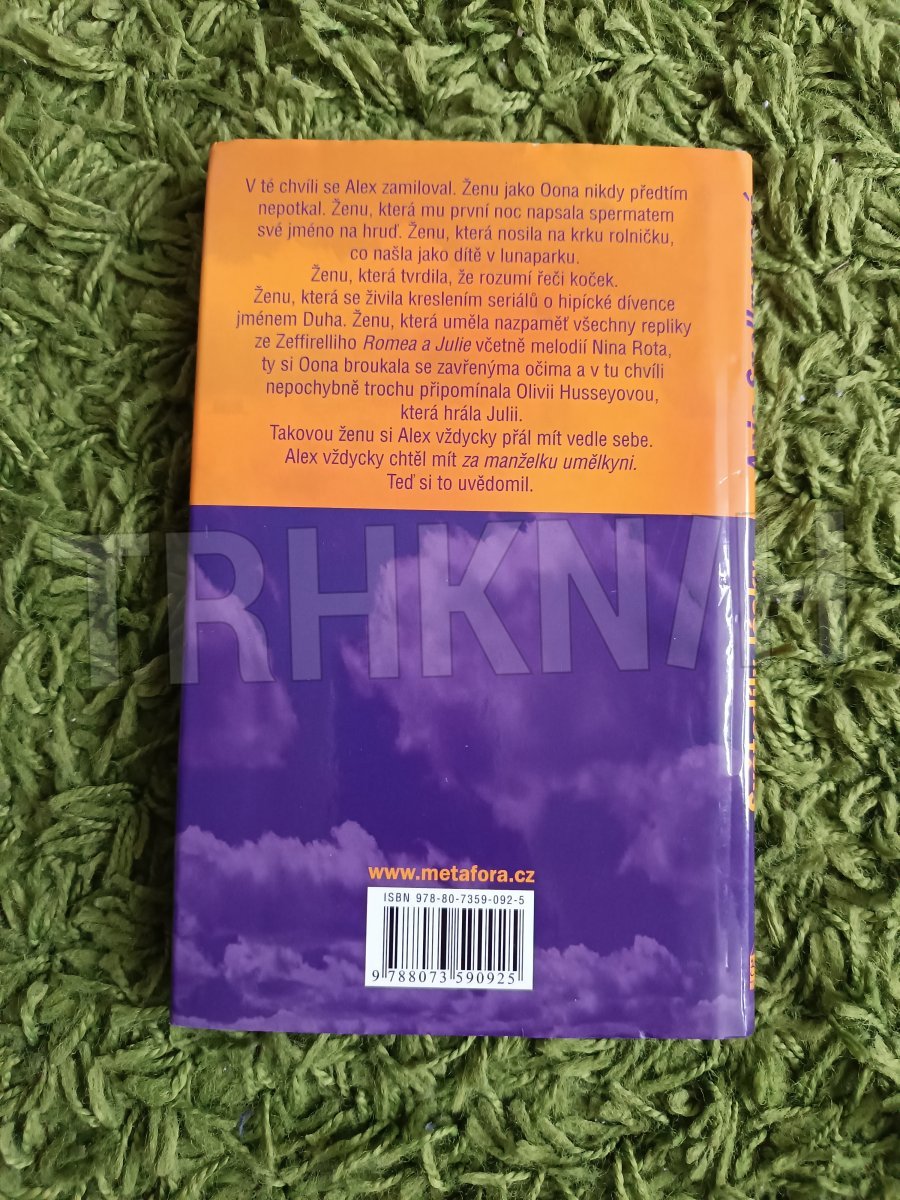 V té chvíli se Alex zamiloval. Ženu jako Oona nikdy předtím
nepotkal. Ženu, která mu první noc napsala spermatem
své jméno na hruď. Ženu, která nosila na krku rolničku,
co našla jako dítě v lunaparku.
Ženu, která tvrdila, že rozumí řeči koček.
Ženu, která se živila kreslením seriálů o hipícké dívence
jménem Duha. Ženu, která uměla nazpaměť všechny repliky
ze Zeffirelliho Romea a Julie včetně melodií Nina Rota,
ty si Oona broukala se zavřenýma očima a v tu chvíli
nepochybně trochu připomínala Olivii Husseyovou,
která hrála Julii.
Takovou ženu si Alex vždycky přál mít vedle sebe.
Alex vždycky chtěl mít za manželku umělkyni.
Teď si to uvědomil.
TRHKNIH
www.metafora.cz
ISBN 978-80-7359-092-5
9 788073 590925